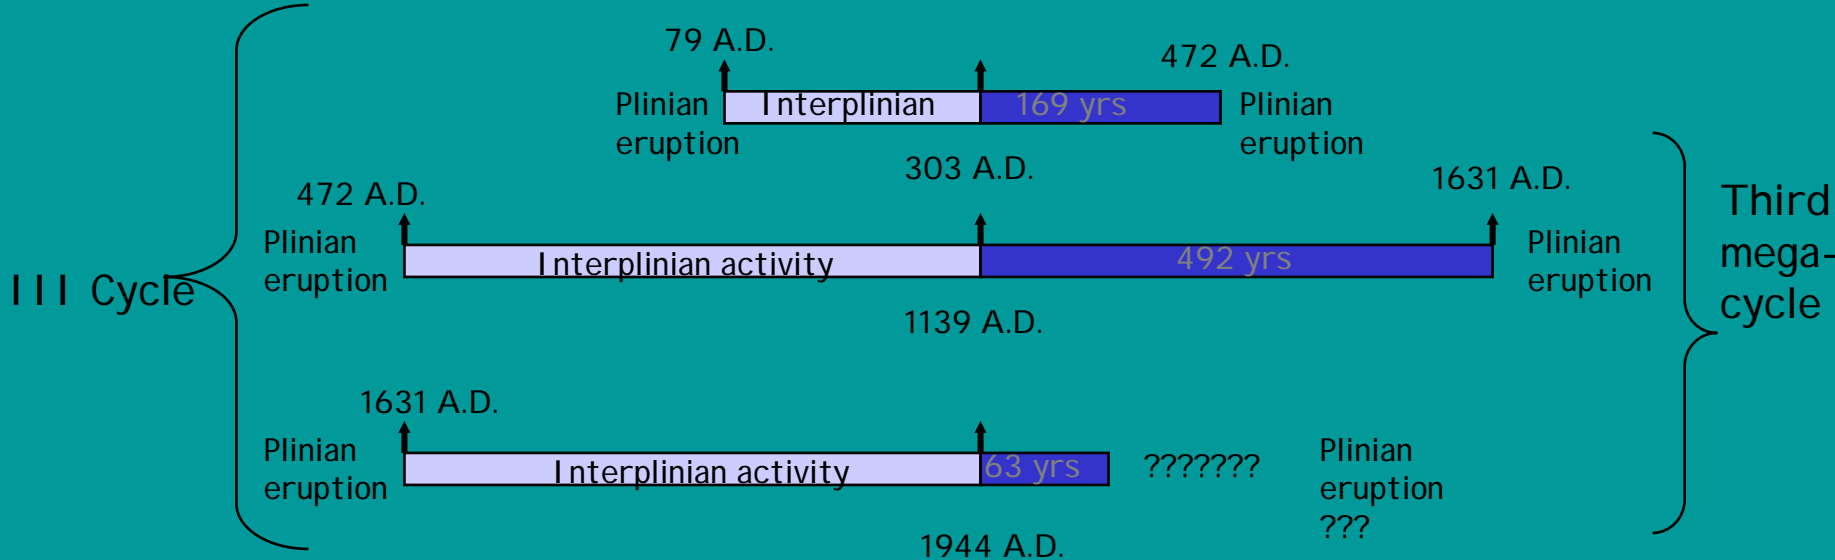 79 A.D.
472 A.D.
Plinian
eruption
Interplinian
169 yrs
Plinian
eruption
303 A.D.
472 A.D.
1631 A.D.
Plinian
eruption
Interplinian activity
492 yrs
Plinian
eruption
1139 A.D.
III Cycle
Third
mega-
cycle
1631 A.D.
Plinian
eruption
Interplinian activity
63 yrs
???????
Plinian
eruption
???
1944 A.D.